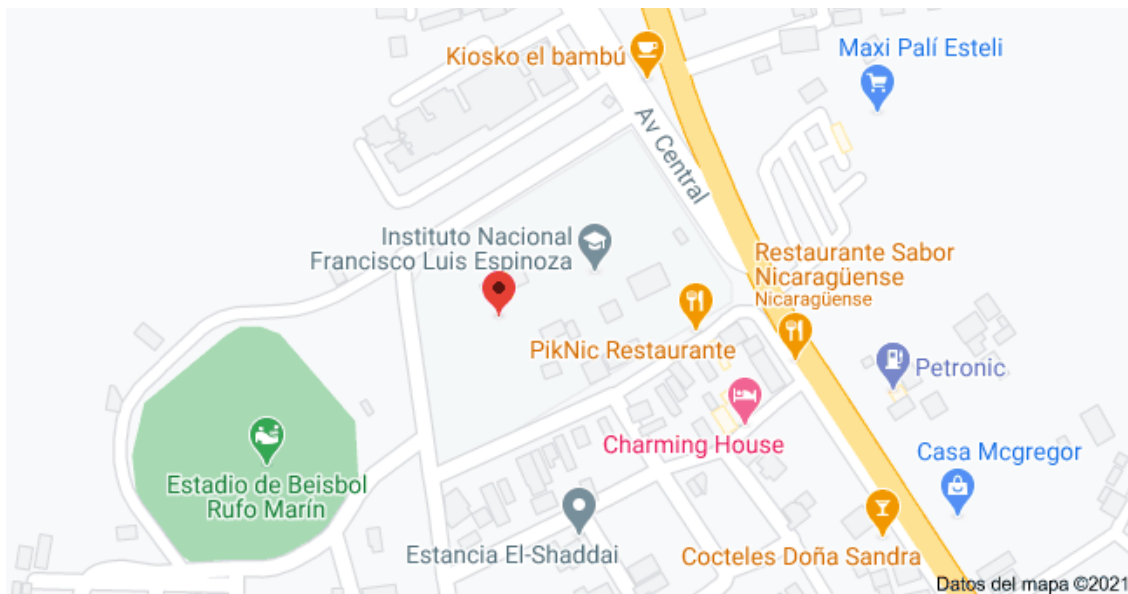 Kiosko el bambú
Maxi Palí Esteli
Av Central
Instituto Nacional
Francisco Luis Espinoza
Restaurante Sabor
Nicaragüense
Nicaragüense
PikNic Restaurante
Petronic
Charming House
Casa Mcgregor
Estadio de Beisbol
Rufo Marín
Estancia El-Shaddai
Cocteles Doña Sandra
Datos del mapa ©2021